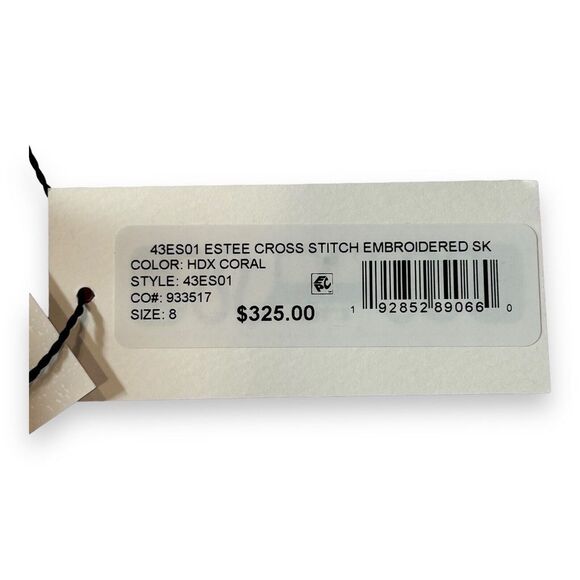 43ES01 ESTEE CROSS STITCH EMBROIDERED SK
COLOR: HDX CORAL
STYLE: 43ES01
CO#: 933517
SIZE: 8
$325.00
1 92852 89066 0